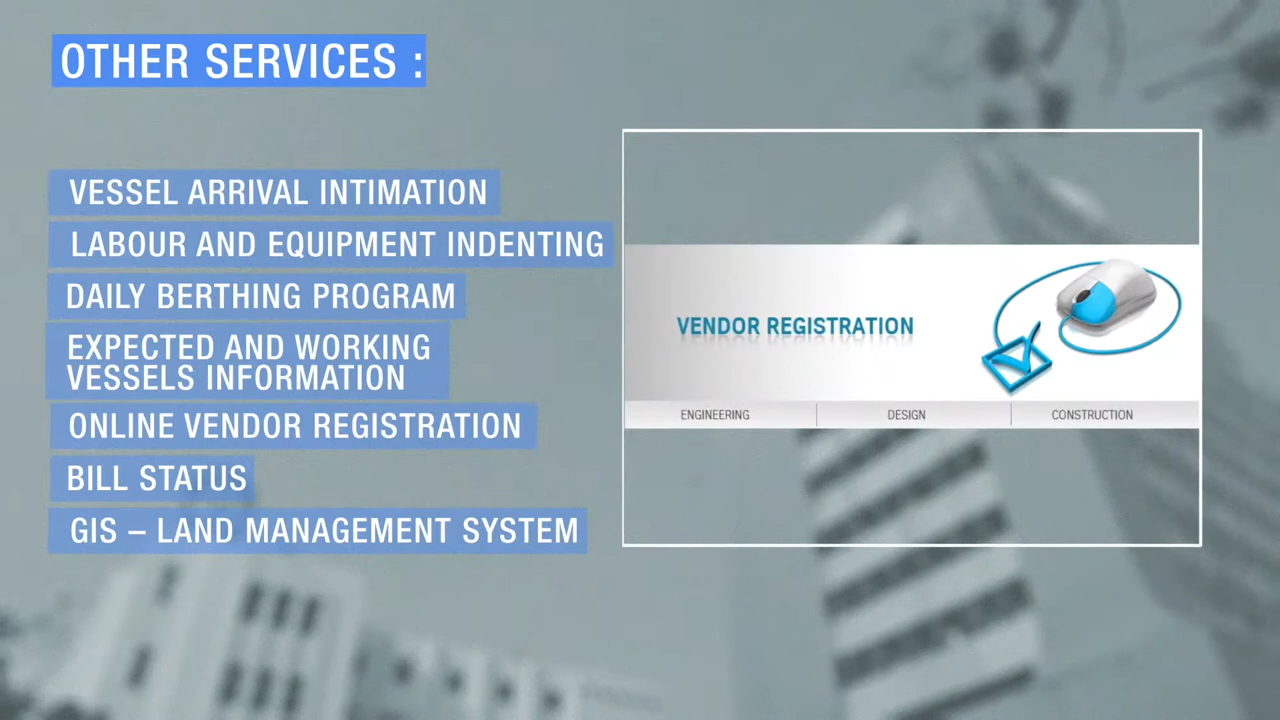 OTHER SERVICES :
VESSEL ARRIVAL INTIMATION
LABOUR AND EQUIPMENT INDENTING
DAILY BERTHING PROGRAM
EXPECTED AND WORKING
VESSELS INFORMATION
ONLINE VENDOR REGISTRATION
BILL STATUS
GIS – LAND MANAGEMENT SYSTEM
VENDOR REGISTRATION
ENGINEERING
DESIGN
CONSTRUCTION